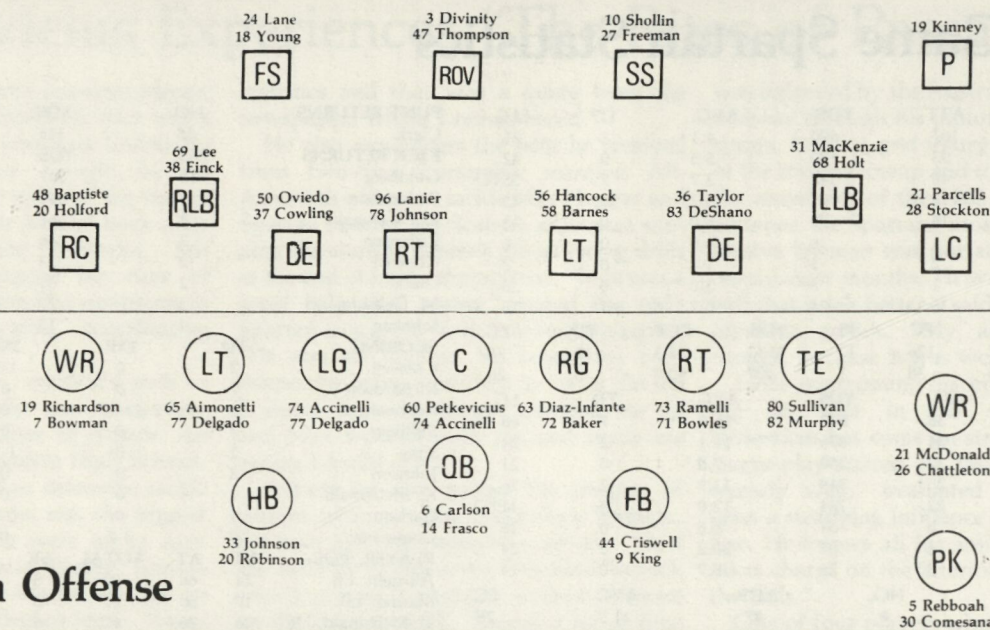 24 Lane
18 Young
FS
3 Divinity
47 Thompson
ROV
10 Shollin
27 Freeman
SS
19 Kinney
P
48 Baptiste
20 Holford
RC
69 Lee
38 Einck
RLB
50 Oviedo
37 Cowling
DE
96 Lanier
78 Johnson
RT
56 Hancock
58 Barnes
LT
36 Taylor
83 DeShano
DE
31 MacKenzie
68 Holt
LLB
21 Parcells
28 Stockton
LC
WR
19 Richardson
7 Bowman
LT
65 Aimonetti
77 Delgado
LG
74 Accinelli
77 Delgado
C
60 Petkevicius
74 Accinelli
RG
63 Diaz-Infante
72 Baker
RT
73 Ramelli
71 Bowles
TE
80 Sullivan
82 Murphy
WR
21 McDonald
26 Chattleton
HB
33 Johnson
20 Robinson
QB
6 Carlson
14 Frasco
FB
44 Criswell
9 King
PK
5 Rebboah
30 Comesana
Offense